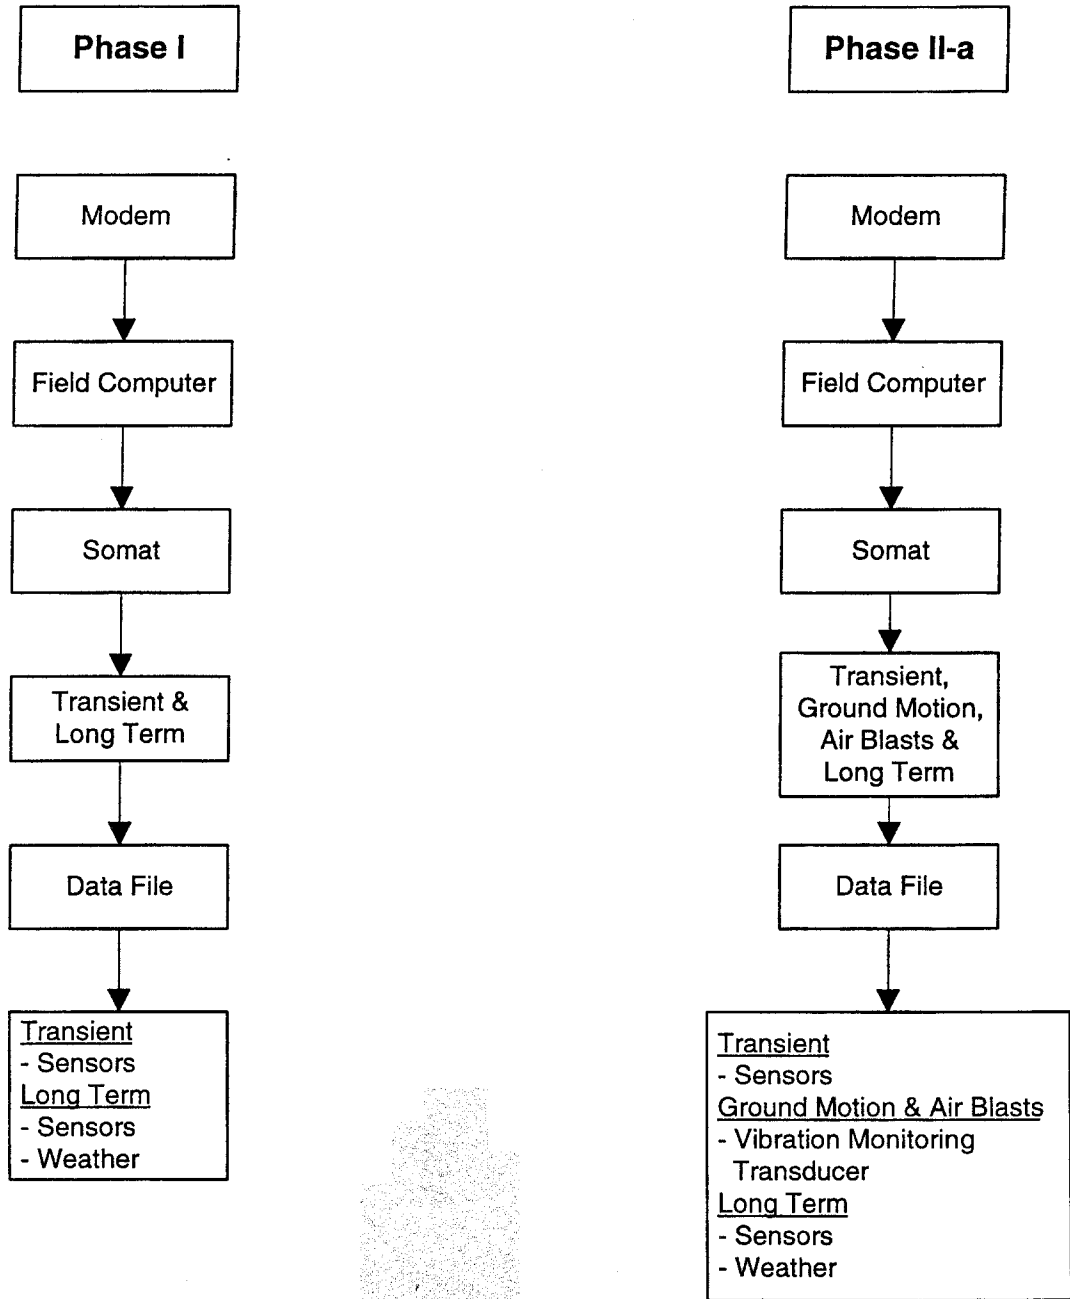 Phase I
Modem
Field Computer
Somat
Transient &
Long Term
Data File
Transient
- Sensors
Long Term
- Sensors
- Weather
Phase II-a
Modem
Field Computer
Somat
Transient,
Ground Motion,
Air Blasts &
Long Term
Data File
Transient
- Sensors
Ground Motion & Air Blasts
- Vibration Monitoring
Transducer
Long Term
- Sensors
- Weather